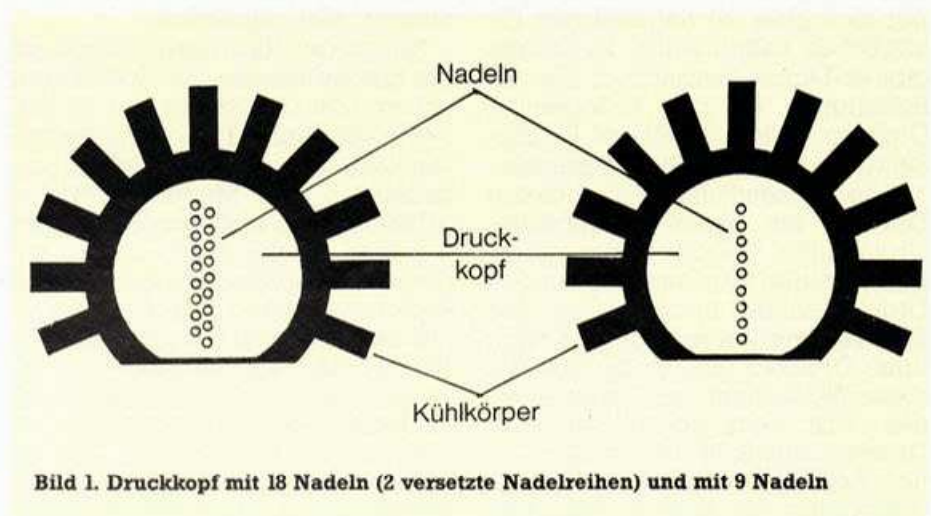 Nadeln
Druck-
kopf
Kühlkörper
Bild 1. Druckkopf mit 18 Nadeln (2 versetzte Nadelreihen) und mit 9 Nadeln